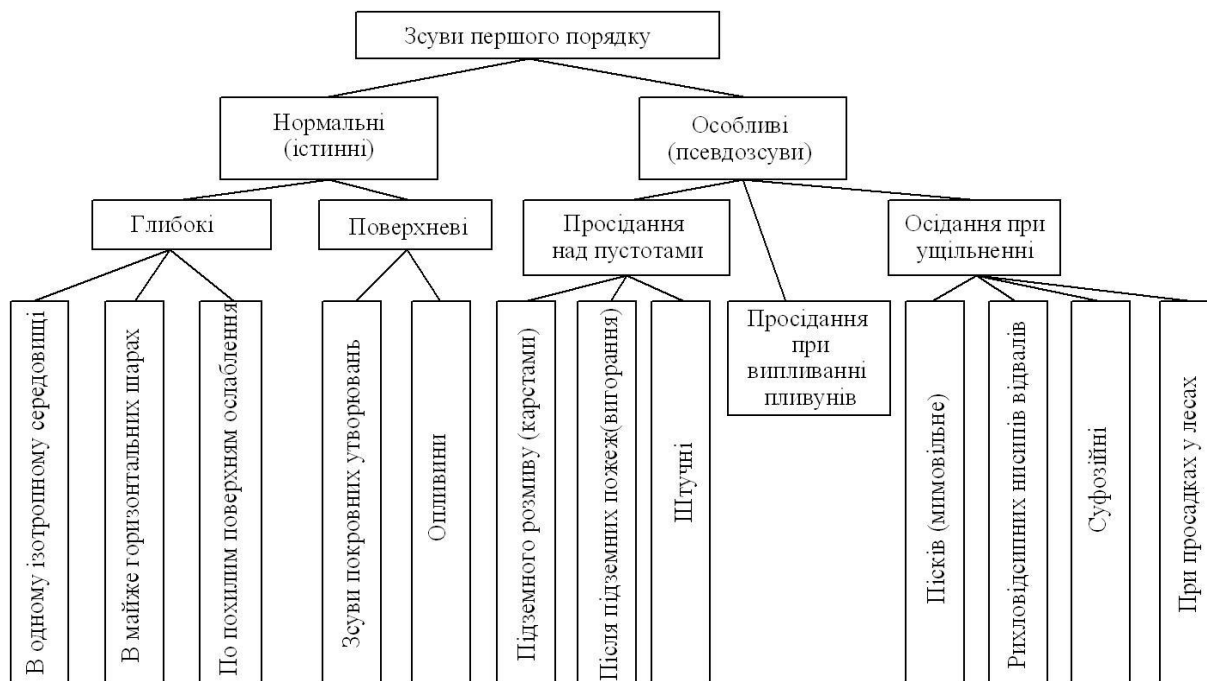 Зсуви першого порядку
Нормальні
(істинні)
Особливі
(псевдозсуви)
Глибокі
Поверхневі
Просідання
над пустотами
Осідання при
ущільненні
В одному ізотропному середовищі
В майже горизонтальних шарах
По похилим поверхням ослаблення
Зсуви покровних утворювань
Опливини
Підземного розмиву (карстами)
Після підземних пожеж(вигорання)
Штучні
Просідання
при
випливанні
пливунів
Пісків (мимовільне)
Рихловідсипних нисипів відвалів
Суфозійні
При просадках у лесах